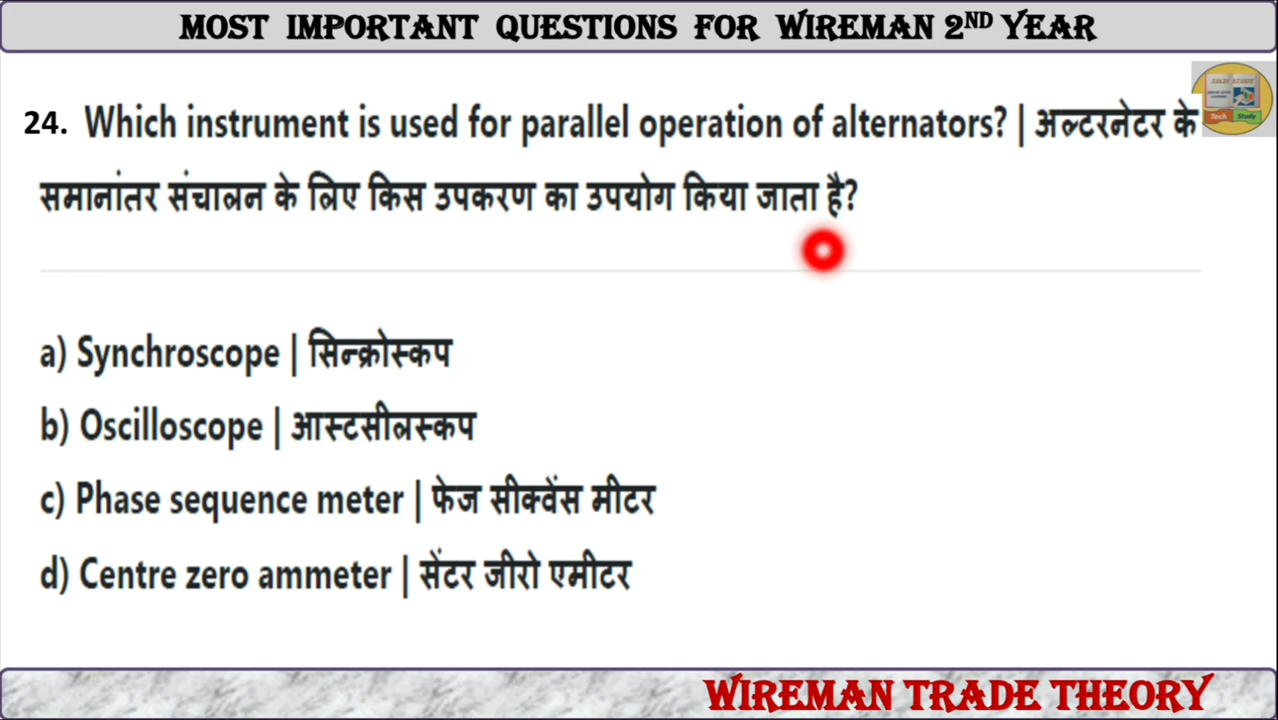 MOST IMPORTANT QUESTIONS FOR WIREMAN 2ND YEAR
24. Which instrument is used for parallel operation of alternators? | अल्टरनेटर के
समानांतर संचालन के लिए किस उपकरण का उपयोग किया जाता है?
a) Synchroscope | सिन्क्रोस्कप
b) Oscilloscope | आस्टसीलस्कप
c) Phase sequence meter | फेज सीक्वेंस मीटर
d) Centre zero ammeter | सेंटर जीरो एमीटर
Tech Study
WIREMAN TRADE THEORY